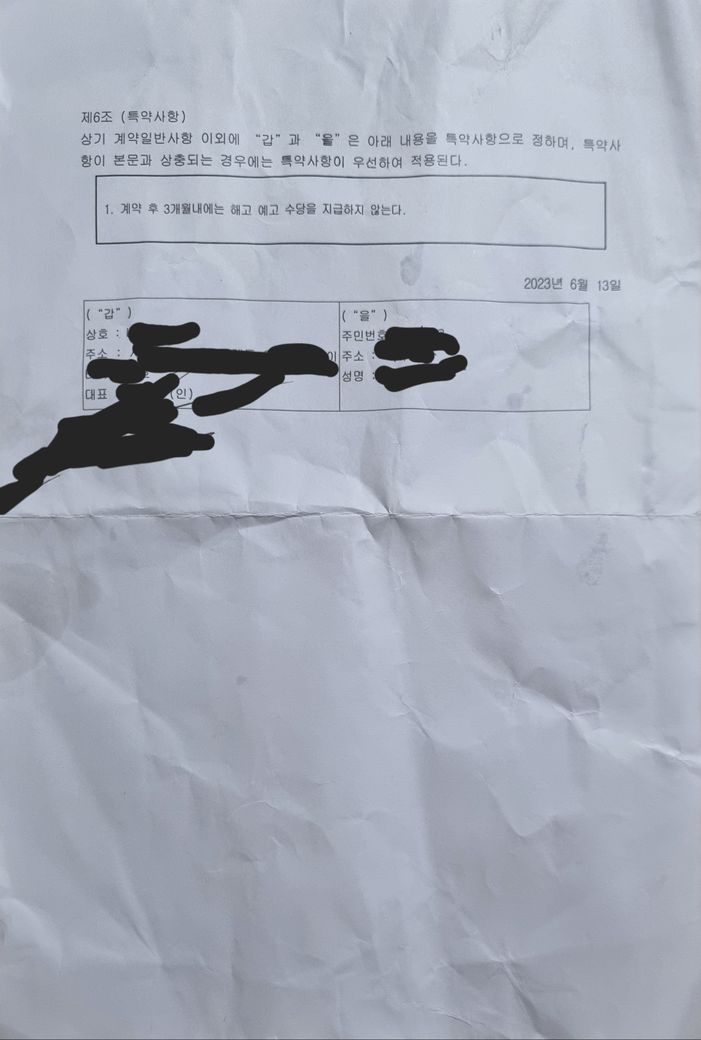 제6조 (특약사항)
상기 계약일반사항 이외에 “갑” 과 “을” 은 아래 내용을 특약사항으로 정하며, 특약사
항이 본문과 상충되는 경우에는 특약사항이 우선하여 적용된다.
1. 계약 후 3개월내에는 해고 예고 수당을 지급하지 않는다.
2023년 6월 13일
( “갑” )
상호 :
주소 :
대표 (인)
( “을” )
주민번호
주소 :
성명 :